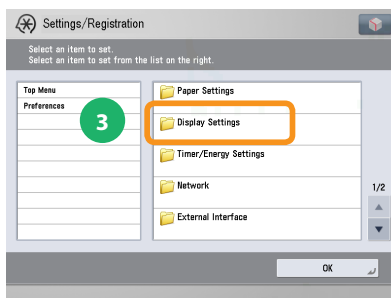 Settings/Registration
Select an item to set.
Select an item to set from the list on the right.
Top Menu
Preferences
3
Paper Settings
Display Settings
Timer/Energy Settings
Network
External Interface
1/2
OK